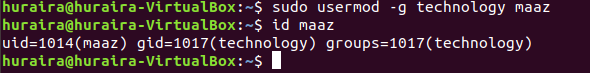 huraira@huraira-VirtualBox:~$ sudo usermod -g technology maaz
huraira@huraira-VirtualBox:~$ id maaz
uid=1014(maaz) gid=1017(technology) groups=1017(technology)
huraira@huraira-VirtualBox:~$